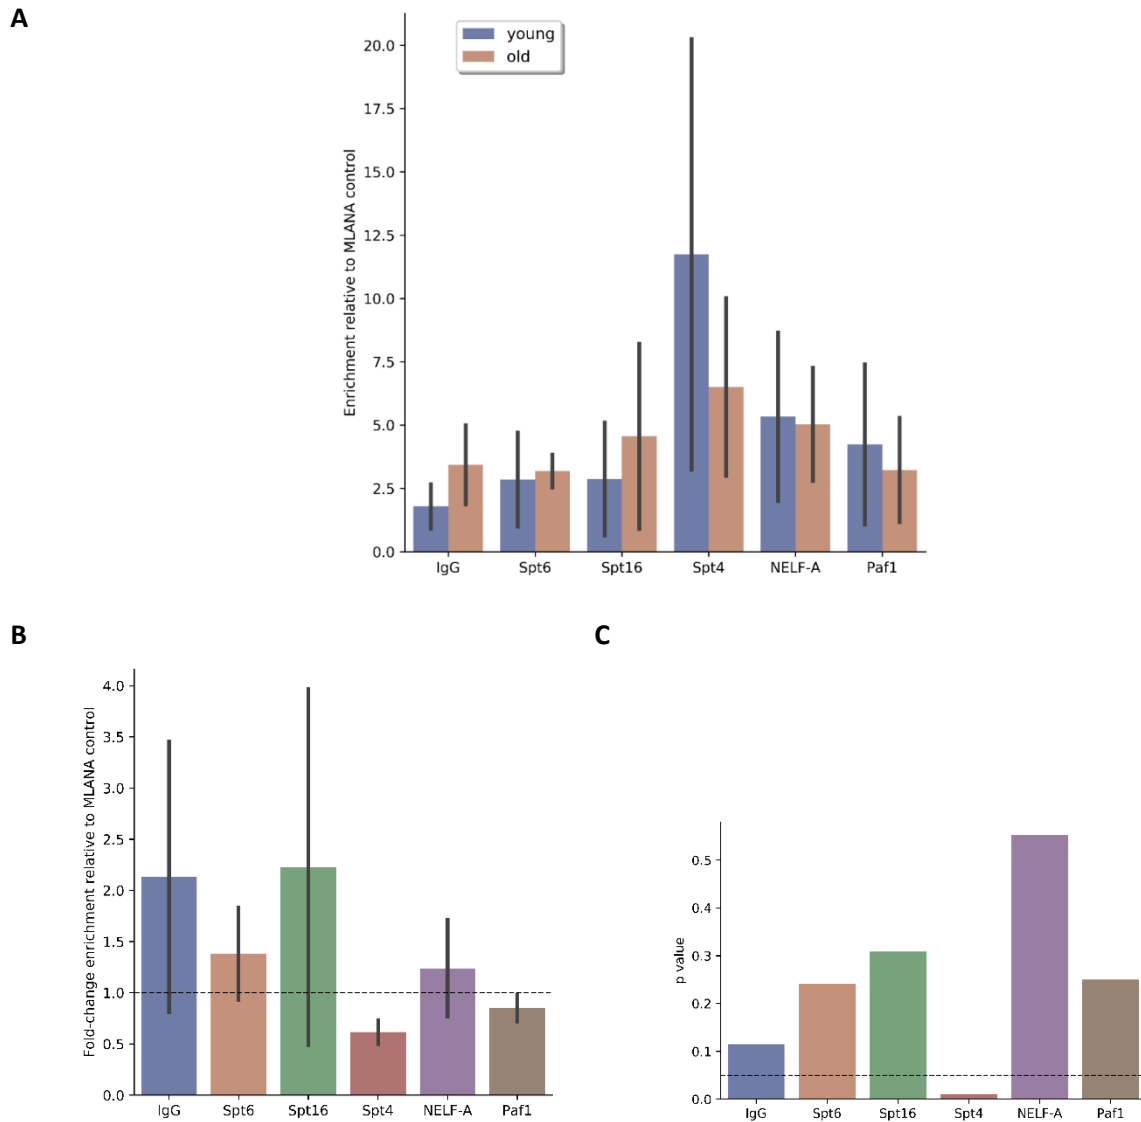 A
Enrichment relative to MLANA control
20.0
17.5
15.0
12.5
10.0
7.5
5.0
2.5
0.0
young
old
IgG
Spt6
Spt16
Spt4
NELF-A
Paf1
B
Fold-change enrichment relative to MLANA control
4.0
3.5
3.0
2.5
2.0
1.5
1.0
0.5
0.0
IgG
Spt6
Spt16
Spt4
NELF-A
Paf1
C
p value
0.5
0.4
0.3
0.2
0.1
0.0
IgG
Spt6
Spt16
Spt4
NELF-A
Paf1